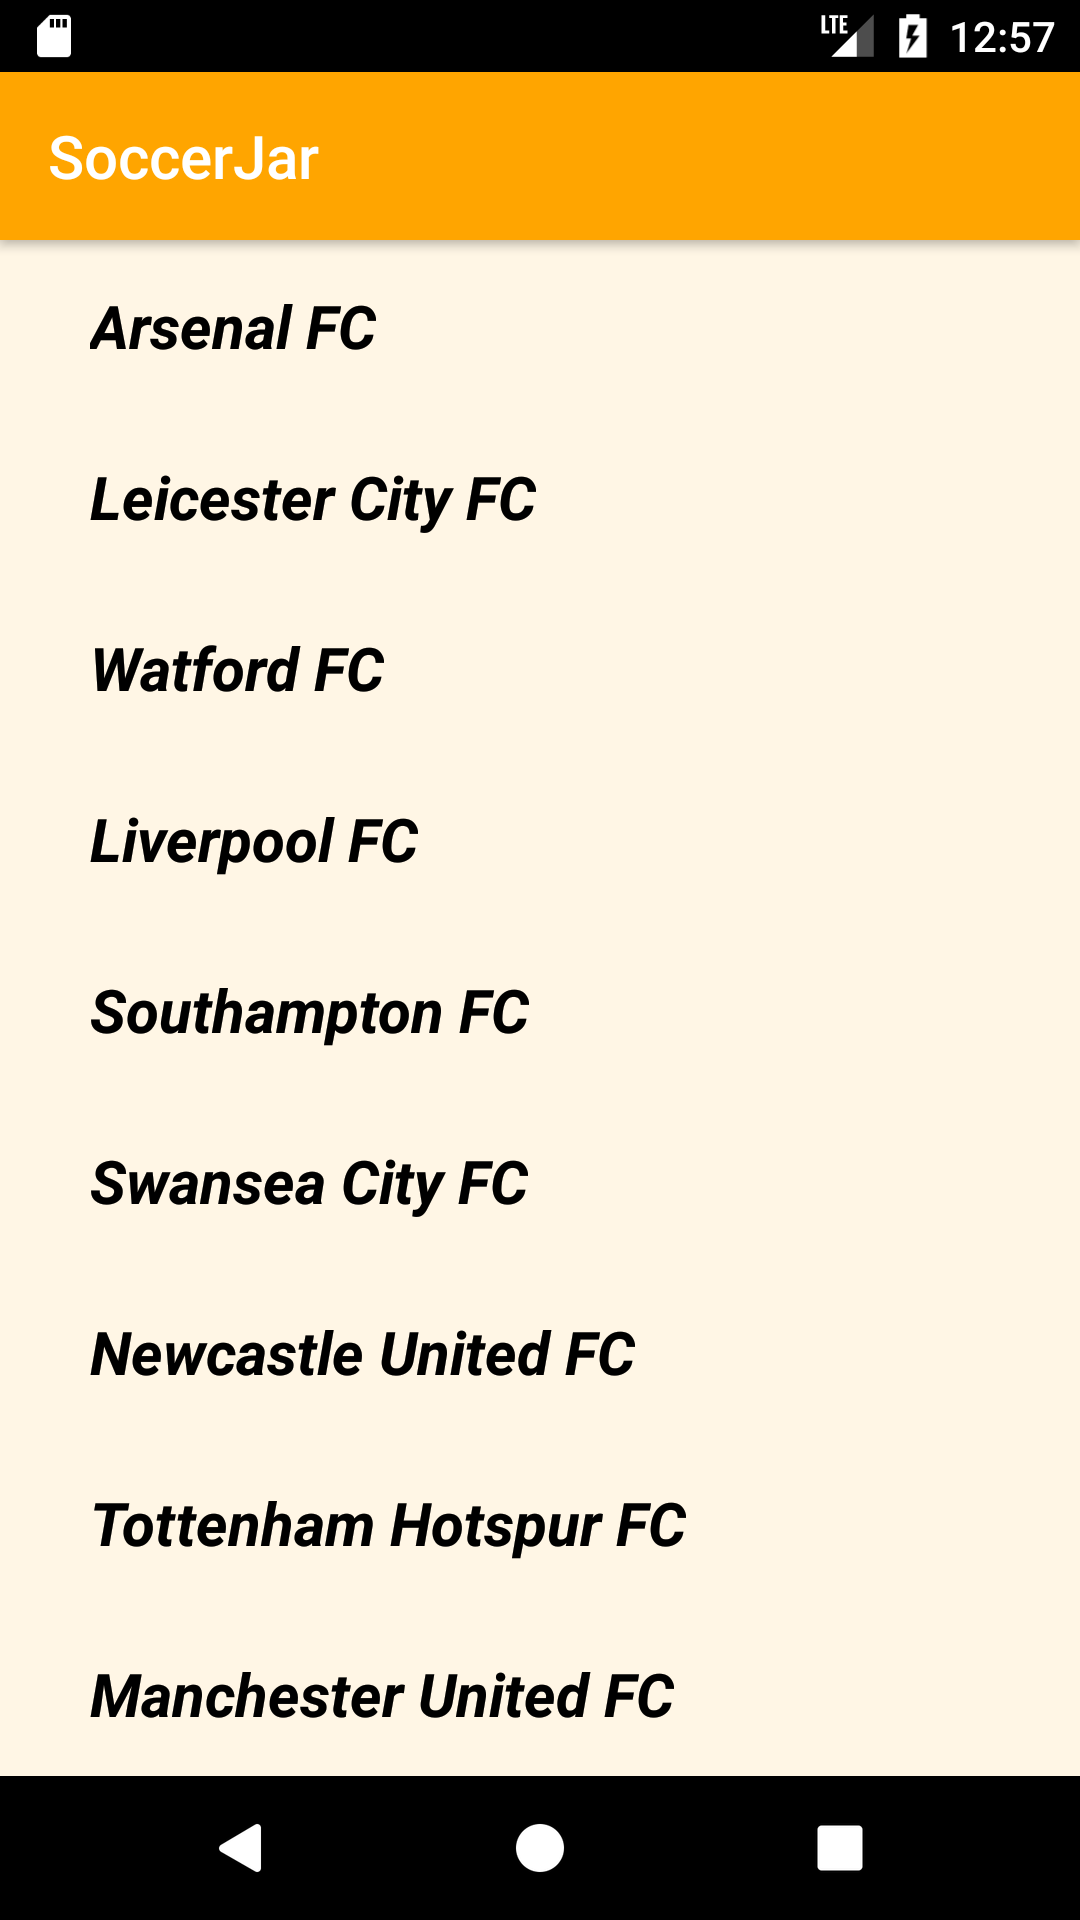 LTE 12:57
SoccerJar
Arsenal FC
Leicester City FC
Watford FC
Liverpool FC
Southampton FC
Swansea City FC
Newcastle United FC
Tottenham Hotspur FC
Manchester United FC